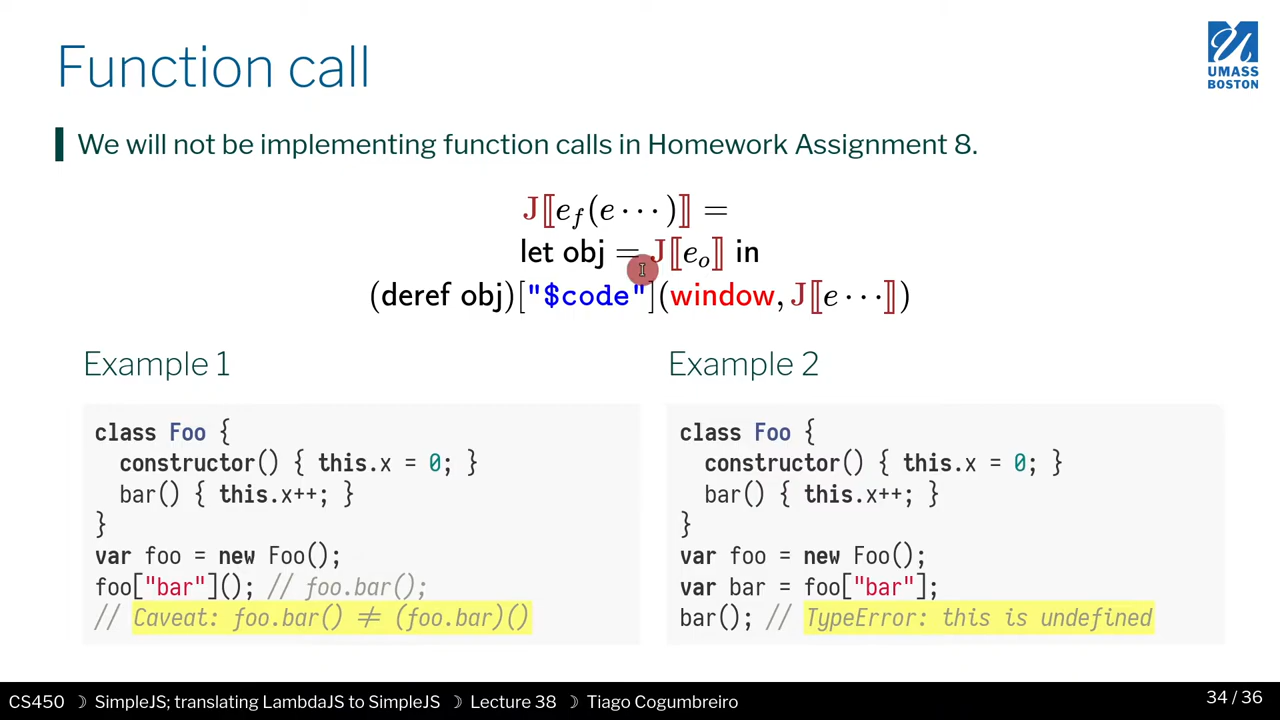 Function call
UMASS
BOSTON
We will not be implementing function calls in Homework Assignment 8.
J⟦e_f(e⋯)⟧ =
let obj = J⟦e_o⟧ in
(deref obj)["$code"](window, J⟦e⋯⟧)
Example 1
class Foo {
  constructor() { this.x = 0; }
  bar() { this.x++; }
}
var foo = new Foo();
foo["bar"](); // foo.bar();
// Caveat: foo.bar() ≠ (foo.bar)()
Example 2
class Foo {
  constructor() { this.x = 0; }
  bar() { this.x++; }
}
var foo = new Foo();
var bar = foo["bar"];
bar(); // TypeError: this is undefined
CS450 ☽ SimpleJS; translating LambdaJS to SimpleJS ☽ Lecture 38 ☽ Tiago Cogumbreiro
34 / 36